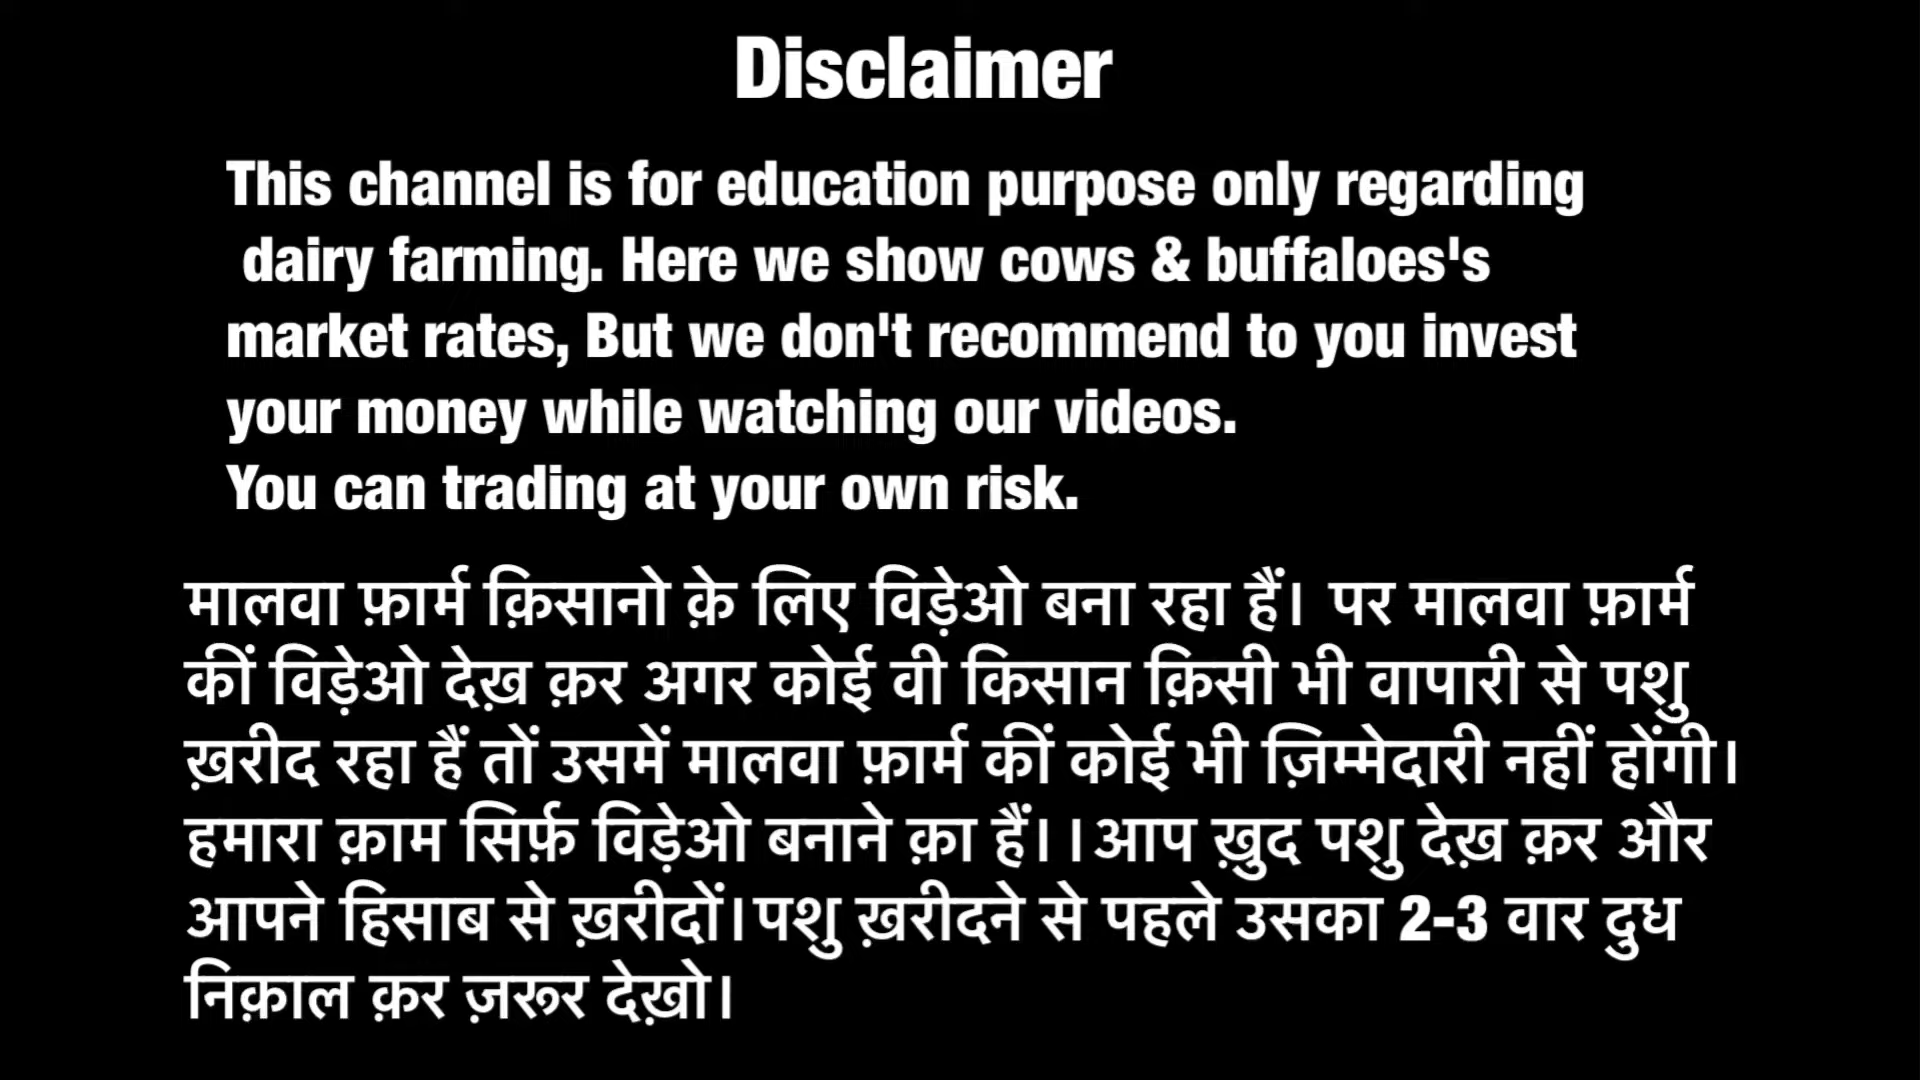 Disclaimer
This channel is for education purpose only regarding
dairy farming. Here we show cows & buffaloes's
market rates, But we don't recommend to you invest
your money while watching our videos.
You can trading at your own risk.
मालवा फ़ार्म क़िसानो क़े लिए विड़ेओ बना रहा हैं। पर मालवा फ़ार्म
कीं विड़ेओ देख़ क़र अगर कोई वी किसान क़िसी भी वापारी से पशु
ख़रीद रहा हैं तों उसमें मालवा फ़ार्म कीं कोई भी ज़िम्मेदारी नहीं होंगी।
हमारा क़ाम सिर्फ़ विड़ेओ बनाने क़ा हैं।।आप ख़ुद पशु देख़ क़र और
आपने हिसाब से ख़रीदों।पशु ख़रीदने से पहले उसका 2-3 वार दुध
निक़ाल क़र ज़रूर देख़ो।